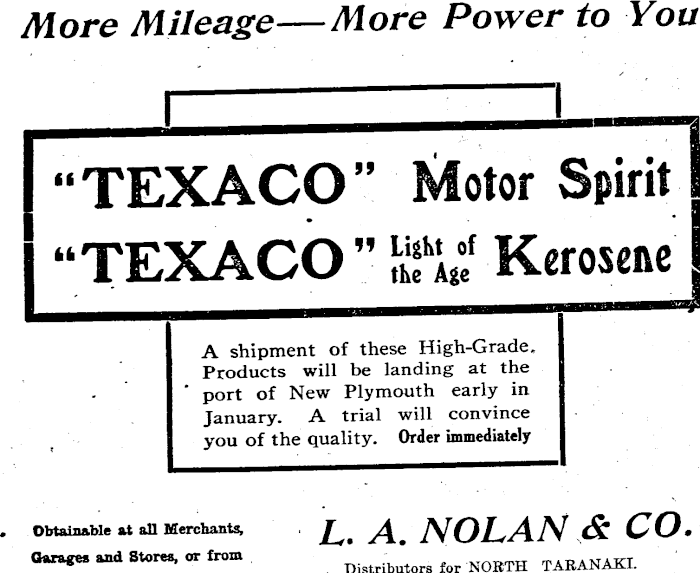 More Mileage—More Power to You
"TEXACO" Motor Spirit
"TEXACO" Light of the Age Kerosene
A shipment of these High-Grade
Products will be landing at the
port of New Plymouth early in
January. A trial will convince
you of the quality. Order immediately
Obtainable at all Merchants,
Garages and Stores, or from
L. A. NOLAN & CO.
Distributors for NORTH TARANAKI.